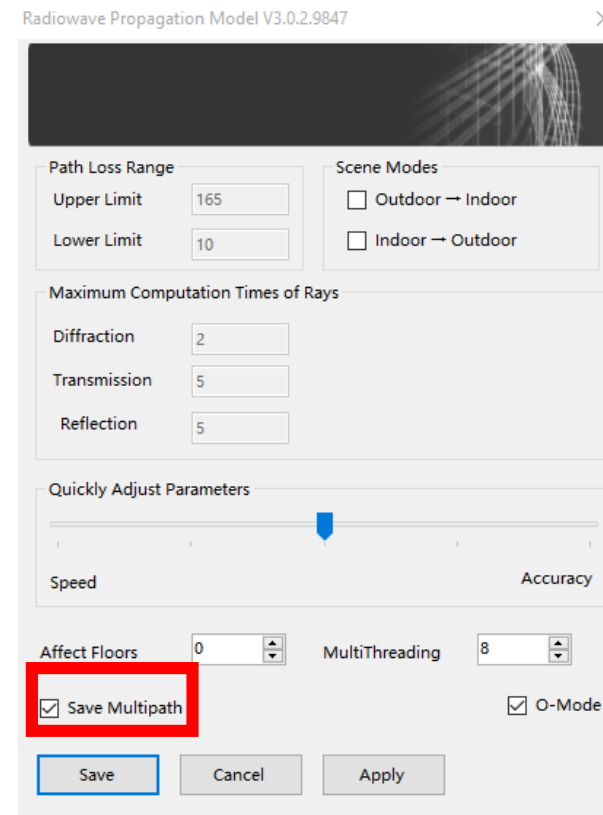 Radiowave Propagation Model V3.0.2.9847
Path Loss Range
Upper Limit 165
Lower Limit 10
Scene Modes
Outdoor → Indoor
Indoor → Outdoor
Maximum Computation Times of Rays
Diffraction 2
Transmission 5
Reflection 5
Quickly Adjust Parameters
Speed Accuracy
Affect Floors 0 MultiThreading 8
Save Multipath O-Mode
Save Cancel Apply